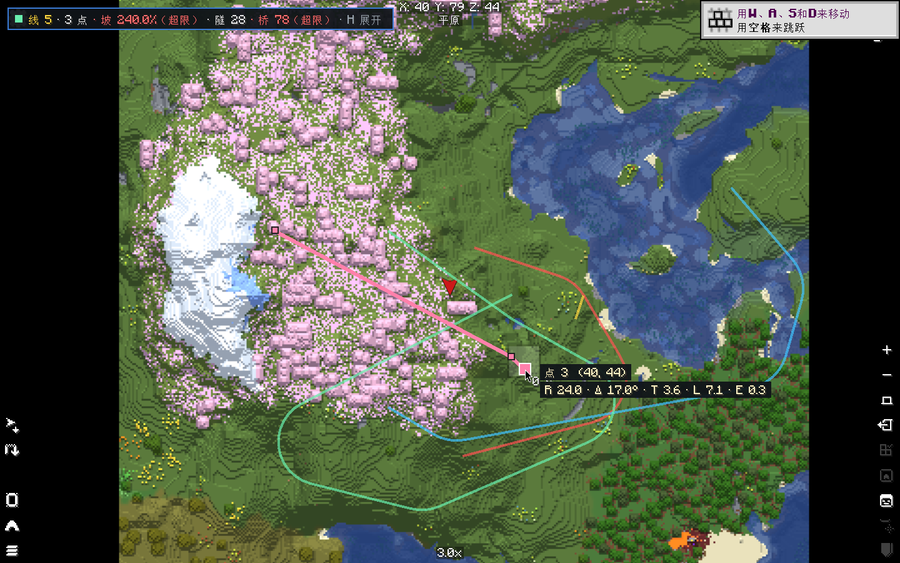 线 5 · 3 点 · 坡 240.0%（超限） · 隧 28 · 桥 78（超限） · H 展开
X: 40 Y: 79 Z: 44
平原
用W、A、S和D来移动
用空格来跳跃
点 3 (40, 44)
R 24.0 · Δ 17.0° · T 3.6 · L 7.1 · E 0.3
3.0x